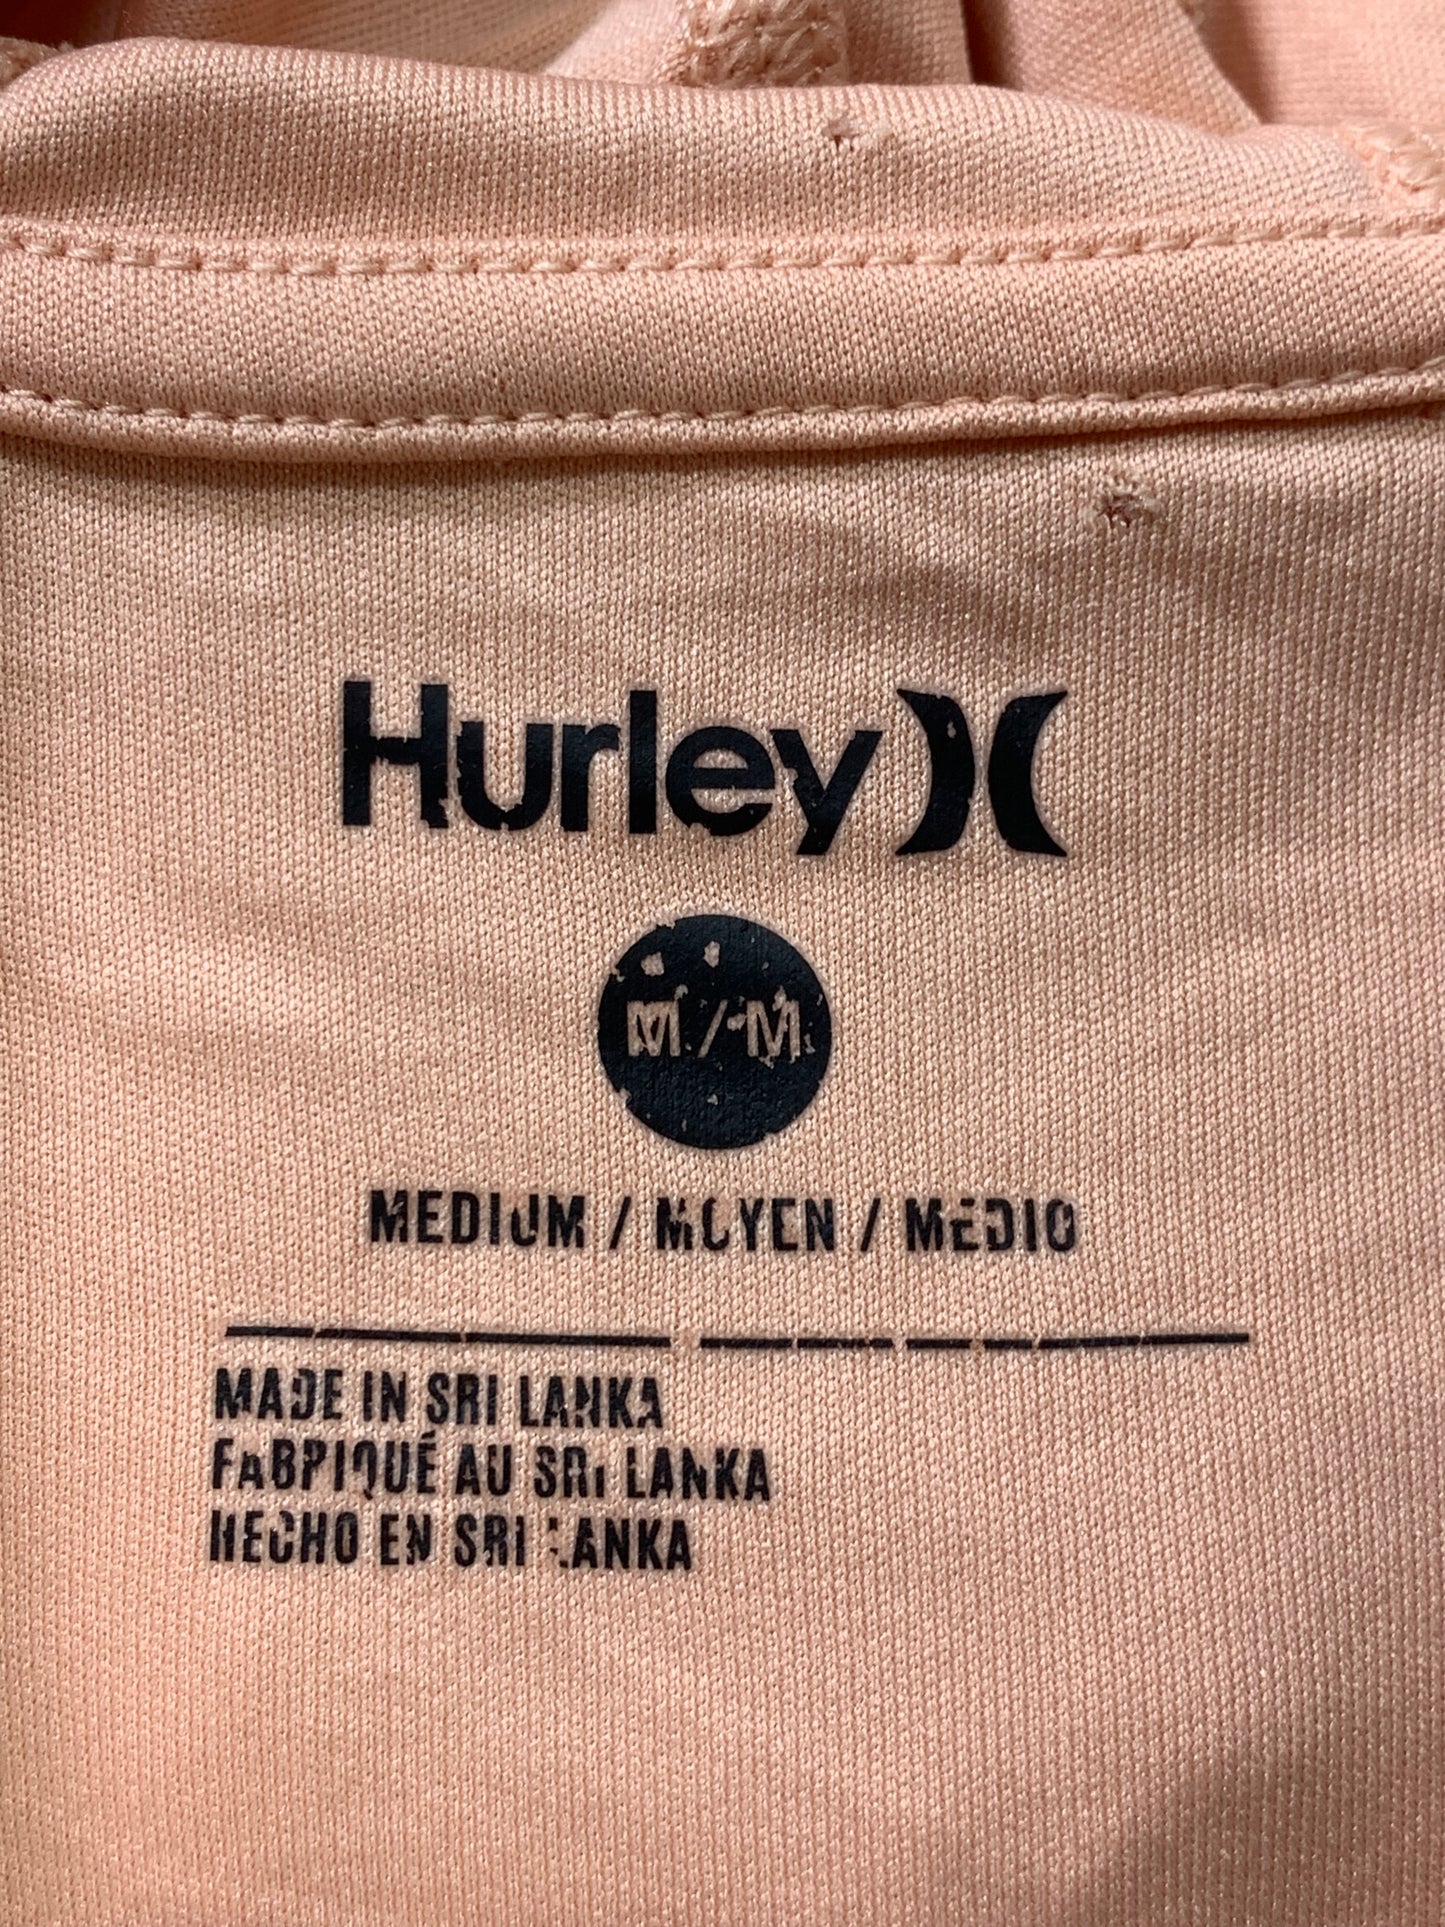 Hurley
M/M
MEDIUM / MOYEN / MEDIO
MADE IN SRI LANKA
FABRIQUÉ AU SRI LANKA
HECHO EN SRI LANKA